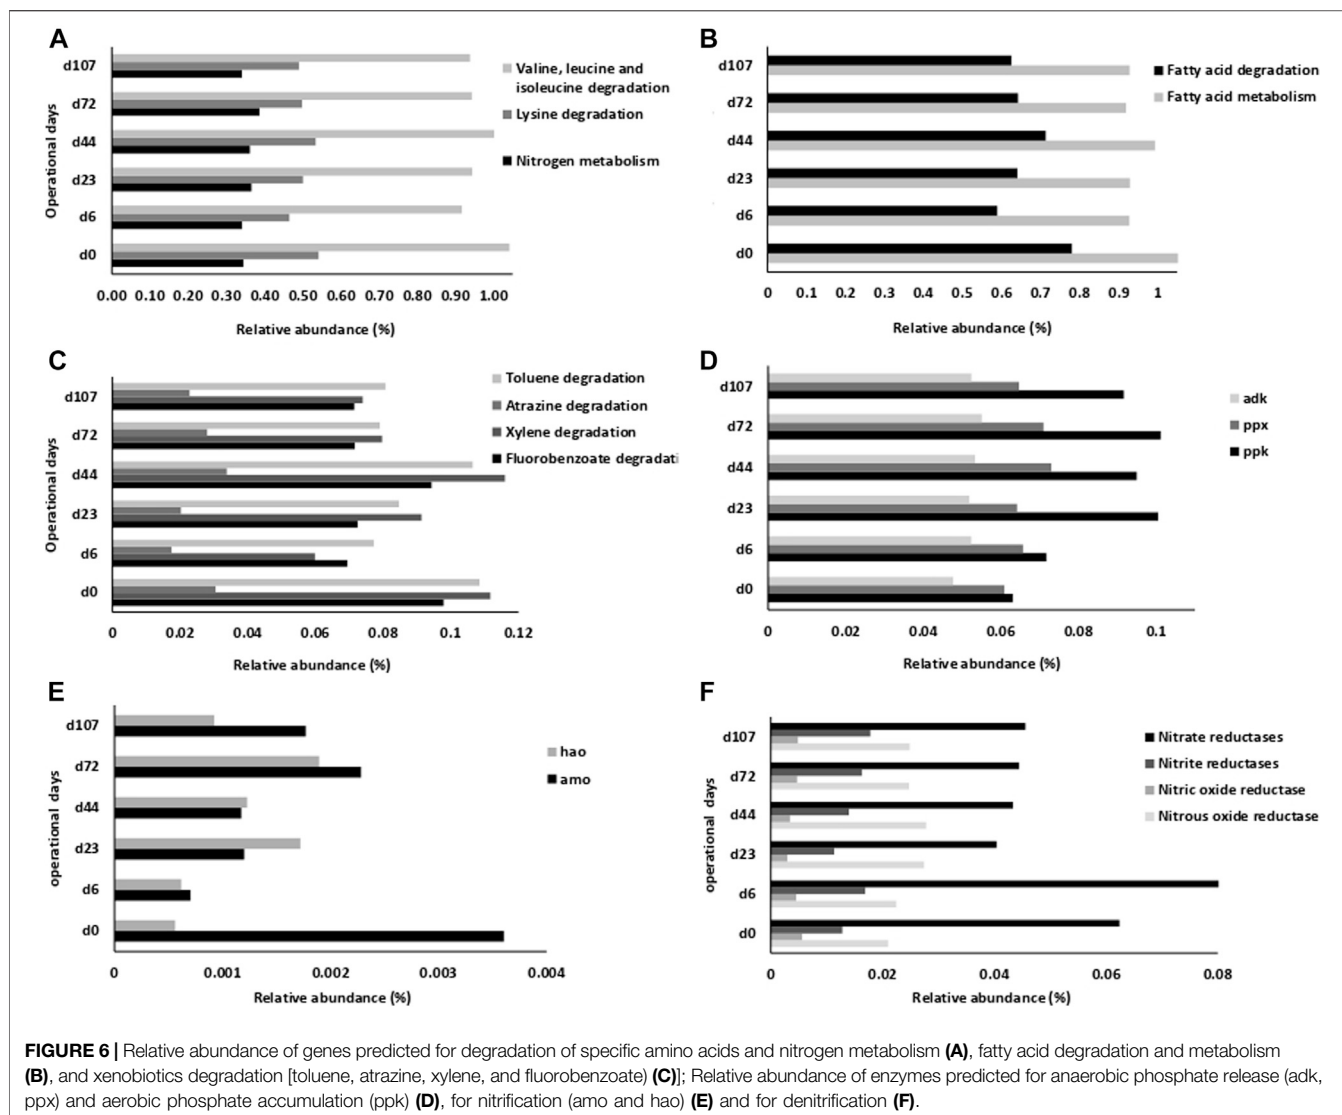 A
d107
d72
d44
d23
d6
d0
Operational days
0.00 0.10 0.20 0.30 0.40 0.50 0.60 0.70 0.80 0.90 1.00
Relative abundance (%)
Valine, leucine and
isoleucine degradation
Lysine degradation
Nitrogen metabolism
B
d107
d72
d44
d23
d6
d0
0 0.1 0.2 0.3 0.4 0.5 0.6 0.7 0.8 0.9 1
Relative abundance (%)
Fatty acid degradation
Fatty acid metabolism
C
d107
d72
d44
d23
d6
d0
Operational days
0 0.02 0.04 0.06 0.08 0.1 0.12
Relative abundance (%)
Toluene degradation
Atrazine degradation
Xylene degradation
Fluorobenzoate degradati
D
d107
d72
d44
d23
d6
d0
0 0.02 0.04 0.06 0.08 0.1
Relative abundance (%)
adk
ppx
ppk
E
d107
d72
d44
d23
d6
d0
operational days
0 0.001 0.002 0.003 0.004
Relative abundance (%)
hao
amo
F
d107
d72
d44
d23
d6
d0
operational days
0 0.02 0.04 0.06 0.08
Relative abundance (%)
Nitrate reductases
Nitrite reductases
Nitric oxide reductase
Nitrous oxide reductase
FIGURE 6 | Relative abundance of genes predicted for degradation of specific amino acids and nitrogen metabolism (A), fatty acid degradation and metabolism
(B), and xenobiotics degradation [toluene, atrazine, xylene, and fluorobenzoate) (C)]; Relative abundance of enzymes predicted for anaerobic phosphate release (adk,
ppx) and aerobic phosphate accumulation (ppk) (D), for nitrification (amo and hao) (E) and for denitrification (F).